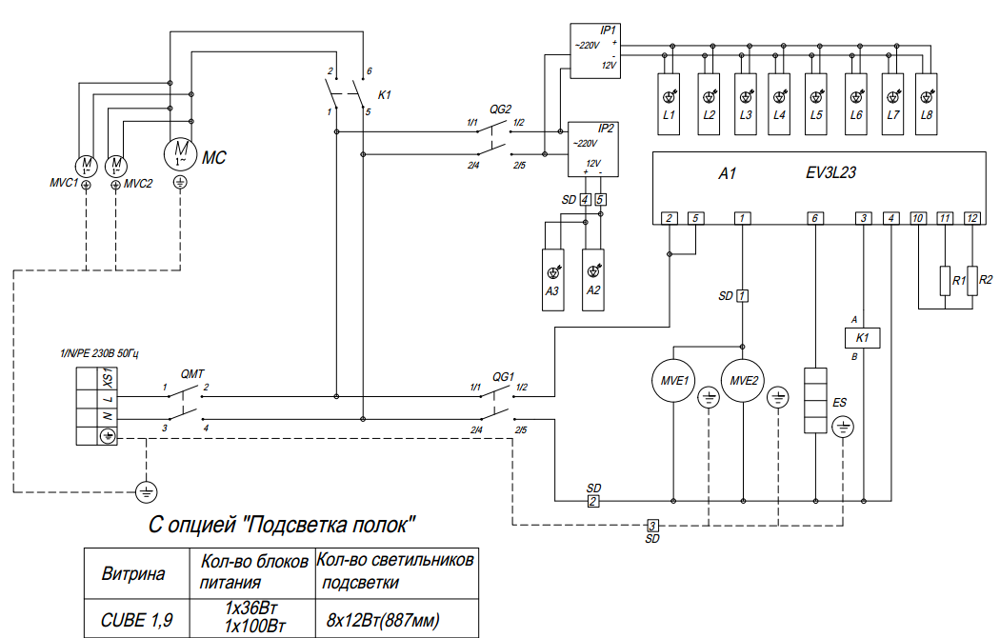 IP1
~220V
+
-
12V
2
6
K1
1
5
QG2
1/1
1/2
2/4
2/5
IP2
~220V
12V
+
-
L1
L2
L3
L4
L5
L6
L7
L8
M
1~
MC
M
1~
M
1~
MVC1
MVC2
SD
4
5
A3
A2
A1
EV3L23
2
5
1
6
3
4
10
11
12
R1
R2
SD
1
A
K1
B
1/N/PE 230В 50Гц
XS1
L
N
QMT
1
2
3
4
QG1
1/1
1/2
2/4
2/5
MVE1
MVE2
ES
SD
2
3
SD
С опцией "Подсветка полок"
Витрина
Кол-во блоков
питания
Кол-во светильников
подсветки
CUBE 1,9
1х36Вт
1х100Вт
8х12Вт(887мм)